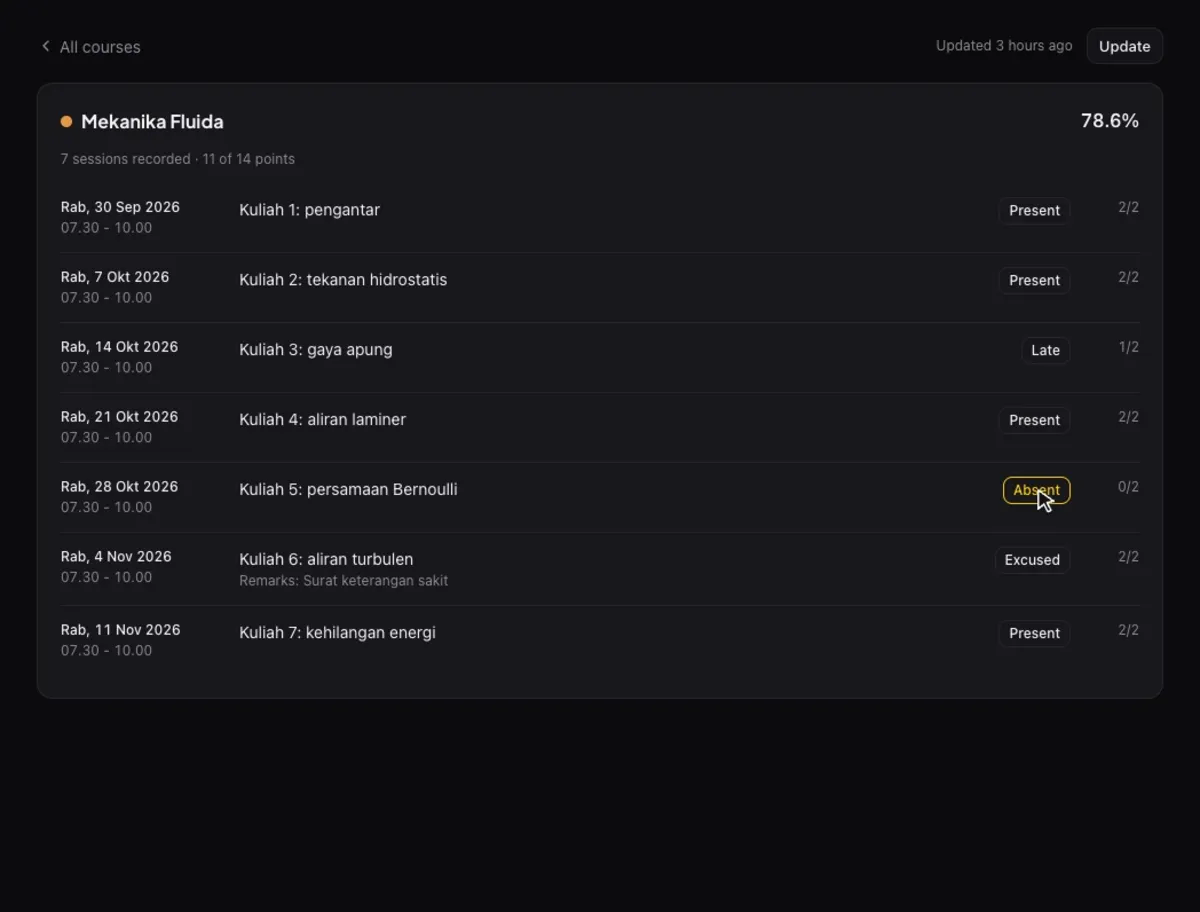 All courses
Updated 3 hours ago
Update
Mekanika Fluida
78.6%
7 sessions recorded · 11 of 14 points
Rab, 30 Sep 2026
07.30 - 10.00
Kuliah 1: pengantar
Present
2/2
Rab, 7 Okt 2026
07.30 - 10.00
Kuliah 2: tekanan hidrostatis
Present
2/2
Rab, 14 Okt 2026
07.30 - 10.00
Kuliah 3: gaya apung
Late
1/2
Rab, 21 Okt 2026
07.30 - 10.00
Kuliah 4: aliran laminer
Present
2/2
Rab, 28 Okt 2026
07.30 - 10.00
Kuliah 5: persamaan Bernoulli
Absent
0/2
Rab, 4 Nov 2026
07.30 - 10.00
Kuliah 6: aliran turbulen
Remarks: Surat keterangan sakit
Excused
2/2
Rab, 11 Nov 2026
07.30 - 10.00
Kuliah 7: kehilangan energi
Present
2/2